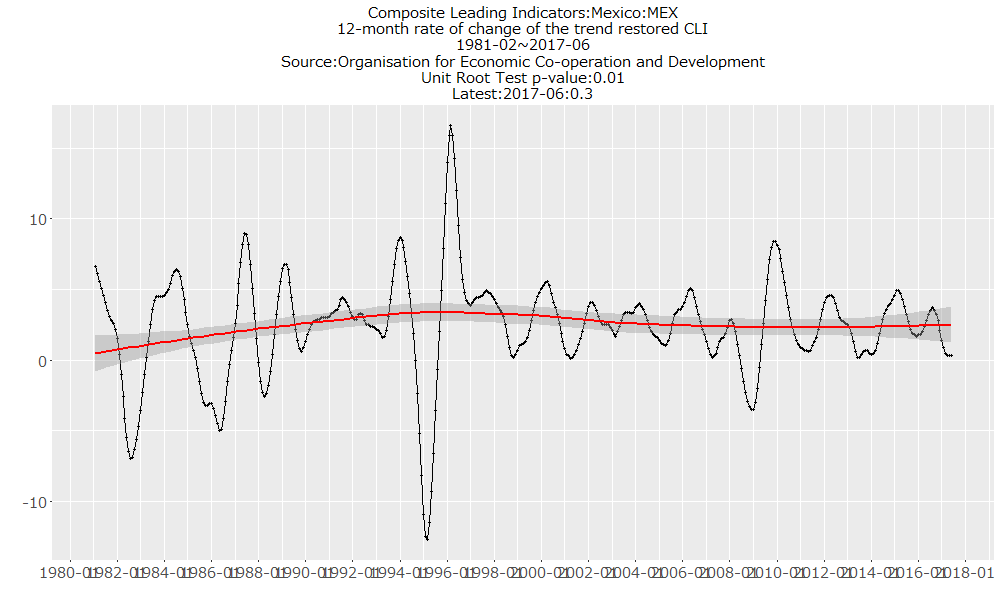 Composite Leading Indicators:Mexico:MEX
12-month rate of change of the trend restored CLI
1981-02~2017-06
Source:Organisation for Economic Co-operation and Development
Unit Root Test p-value:0.01
Latest:2017-06:0.3
10
0
-10
1980-01 1982-01 1984-01 1986-01 1988-01 1990-01 1992-01 1994-01 1996-01 1998-01 2000-01 2002-01 2004-01 2006-01 2008-01 2010-01 2012-01 2014-01 2016-01 2018-01